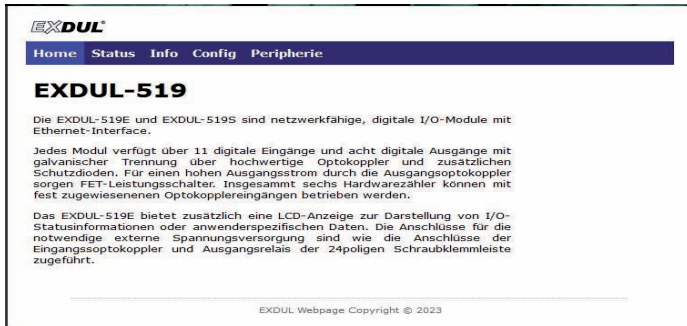 EXDUL®
Home Status Info Config Peripherie
EXDUL-519
Die EXDUL-519E und EXDUL-519S sind netzwerkfähige, digitale I/O-Module mit
Ethernet-Interface.
Jedes Modul verfügt über 11 digitale Eingänge und acht digitale Ausgänge mit
galvanischer Trennung über hochwertige Optokoppler und zusätzlichen
Schutzdioden. Für einen hohen Ausgangsstrom durch die Ausgangsoptokoppler
sorgen FET-Leistungsschalter. Insgesammt sechs Hardwarezähler können mit
fest zugewiesenenen Optokopplereingängen betrieben werden.
Das EXDUL-519E bietet zusätzlich eine LCD-Anzeige zur Darstellung von I/O-
Statusinformationen oder anwenderspezifischen Daten. Die Anschlüsse für die
notwendige externe Spannungsversorgung sind wie die Anschlüsse der
Eingangssoptokoppler und Ausgangsrelais der 24poligen Schraubklemmleiste
zugeführt.
EXDUL Webpage Copyright © 2023